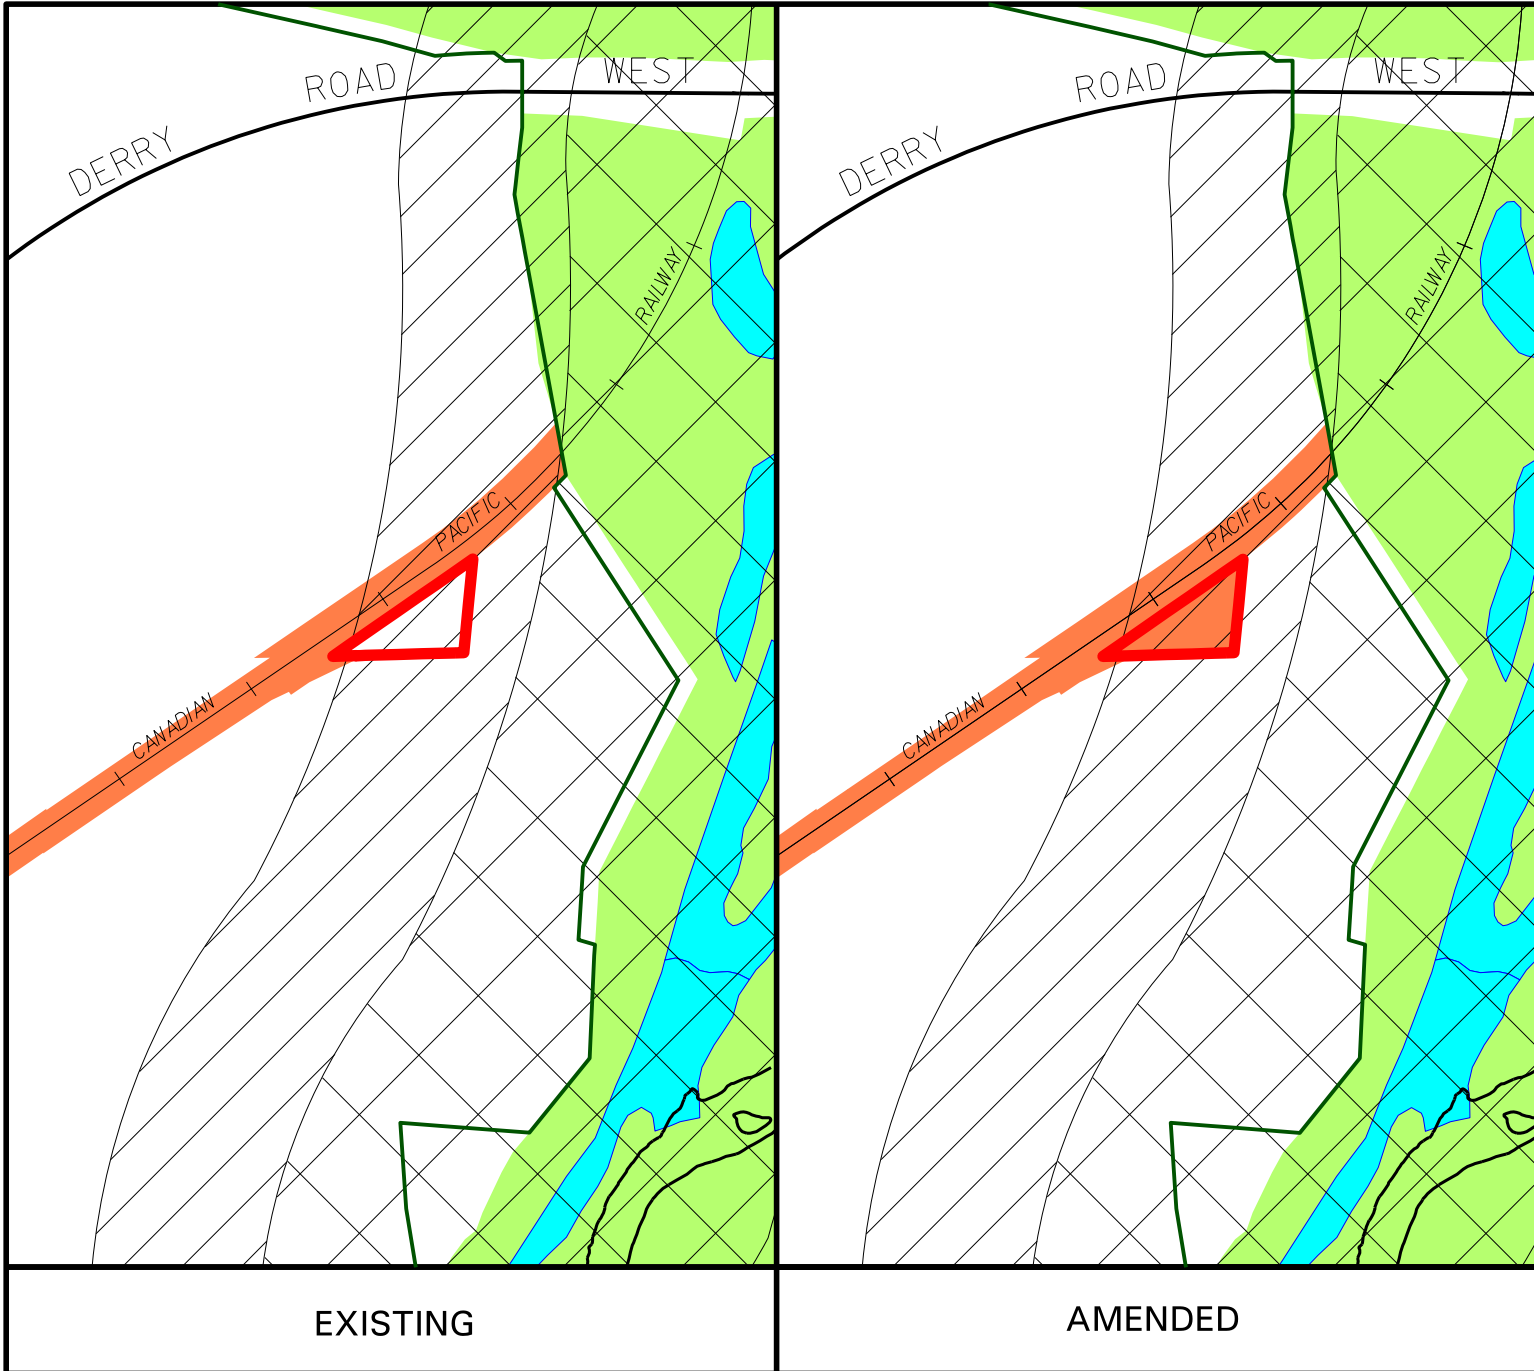 DERRY ROAD WEST
RAILWAY
PACIFIC
CANADIAN
EXISTING
DERRY ROAD WEST
RAILWAY
PACIFIC
CANADIAN
AMENDED